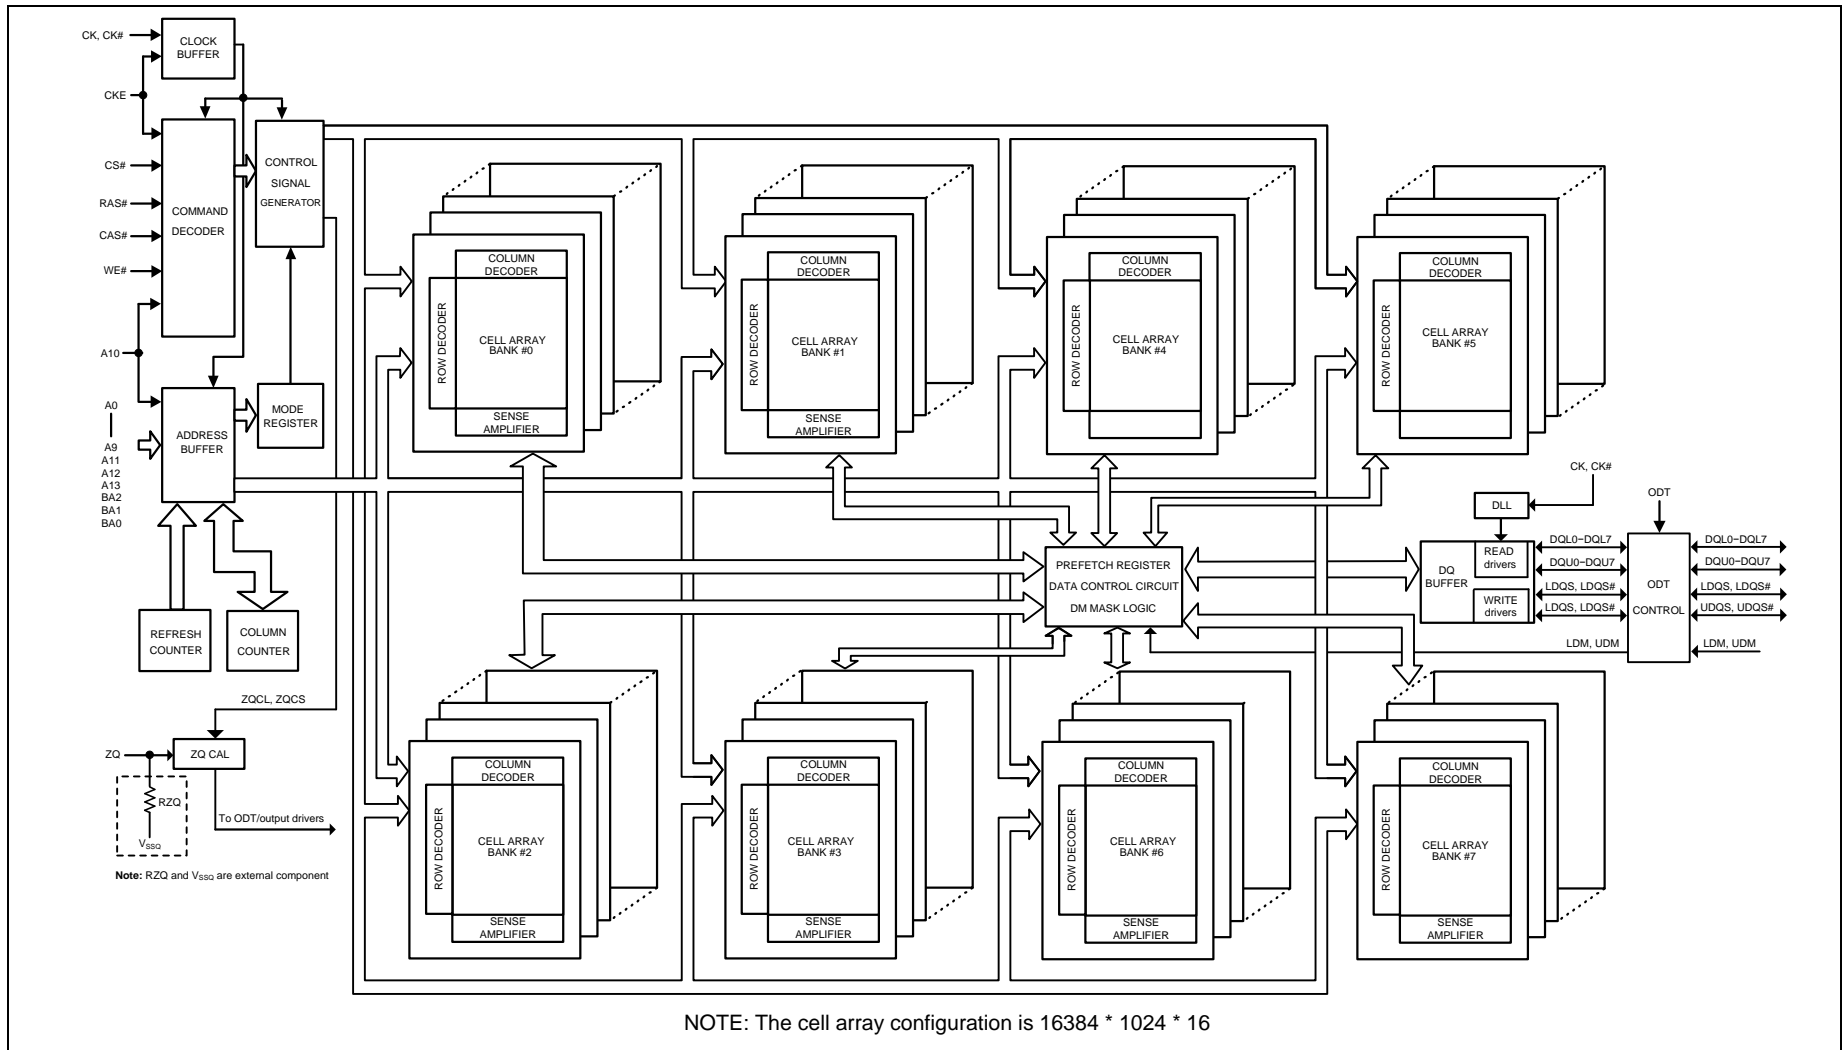 CK, CK#
CLOCK
BUFFER
CKE
CS#
RAS#
CAS#
WE#
COMMAND
DECODER
CONTROL
SIGNAL
GENERATOR
A10
A0
A9
A11
A12
A13
BA2
BA1
BA0
ADDRESS
BUFFER
MODE
REGISTER
REFRESH
COUNTER
COLUMN
COUNTER
ZQCL, ZQCS
ZQ
ZQ CAL
RZQ
VSSQ
To ODT/output drivers
Note: RZQ and VSSQ are external component
COLUMN
DECODER
ROW DECODER
CELL ARRAY
BANK #0
SENSE
AMPLIFIER
COLUMN
DECODER
ROW DECODER
CELL ARRAY
BANK #1
SENSE
AMPLIFIER
COLUMN
DECODER
ROW DECODER
CELL ARRAY
BANK #4
COLUMN
DECODER
ROW DECODER
CELL ARRAY
BANK #5
PREFETCH REGISTER
DATA CONTROL CIRCUIT
DM MASK LOGIC
CK, CK#
DLL
ODT
DQ
BUFFER
READ
drivers
WRITE
drivers
DQL0−DQL7
DQU0−DQU7
LDQS, LDQS#
LDQS, LDQS#
LDM, UDM
ODT
CONTROL
DQL0−DQL7
DQU0−DQU7
LDQS, LDQS#
UDQS, UDQS#
LDM, UDM
COLUMN
DECODER
ROW DECODER
CELL ARRAY
BANK #2
SENSE
AMPLIFIER
COLUMN
DECODER
ROW DECODER
CELL ARRAY
BANK #3
SENSE
AMPLIFIER
COLUMN
DECODER
ROW DECODER
CELL ARRAY
BANK #6
SENSE
AMPLIFIER
COLUMN
DECODER
ROW DECODER
CELL ARRAY
BANK #7
SENSE
AMPLIFIER
NOTE: The cell array configuration is 16384 * 1024 * 16